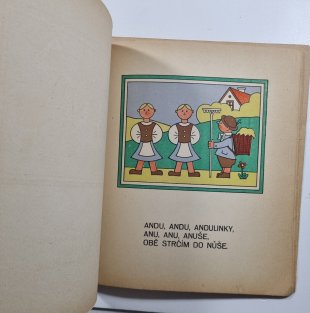 ANDU, ANDU, ANDULINKY,
ANU, ANU, ANUŠE,
OBĚ STRČÍM DO NŮŠE.